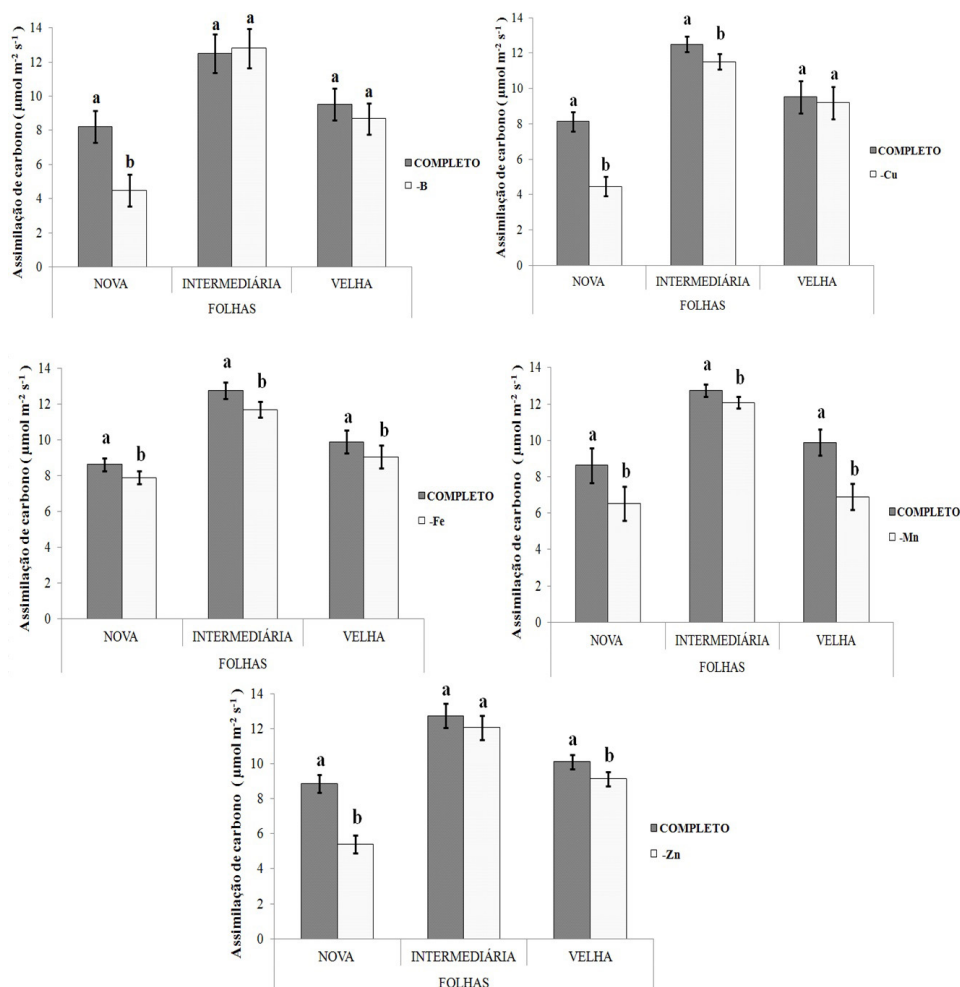 Assimilação de carbono ( µmol m⁻² s⁻¹)
14
12
10
8
6
4
2
0
a
b
a
a
a
a
NOVA
INTERMEDIÁRIA
VELHA
FOLHAS
COMPLETO
-B
Assimilação de carbono ( µmol m⁻² s⁻¹)
14
12
10
8
6
4
2
0
a
b
a
b
a
a
NOVA
INTERMEDIÁRIA
VELHA
FOLHAS
COMPLETO
-Cu
Assimilação de carbono ( µmol m⁻² s⁻¹)
14
12
10
8
6
4
2
0
a
b
a
b
a
b
NOVA
INTERMEDIÁRIA
VELHA
FOLHAS
COMPLETO
-Fe
Assimilação de carbono ( µmol m⁻² s⁻¹)
14
12
10
8
6
4
2
0
a
b
a
b
a
b
NOVA
INTERMEDIÁRIA
VELHA
FOLHAS
COMPLETO
-Mn
Assimilação de carbono ( µmol m⁻² s⁻¹)
14
12
10
8
6
4
2
0
a
b
a
a
a
b
NOVA
INTERMEDIÁRIA
VELHA
FOLHAS
COMPLETO
-Zn